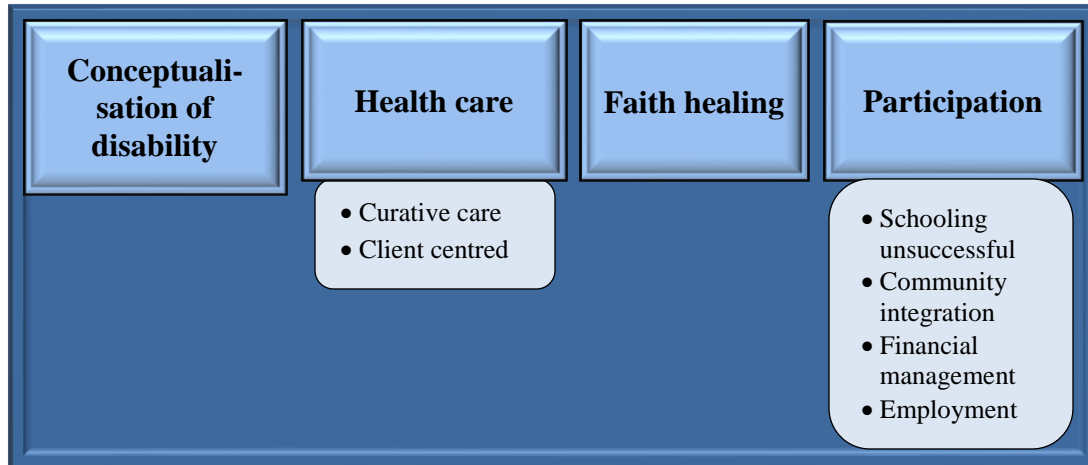 Conceptuali-
sation of
disability
Health care
Faith healing
Participation
• Curative care
• Client centred
• Schooling
unsuccessful
• Community
integration
• Financial
management
• Employment